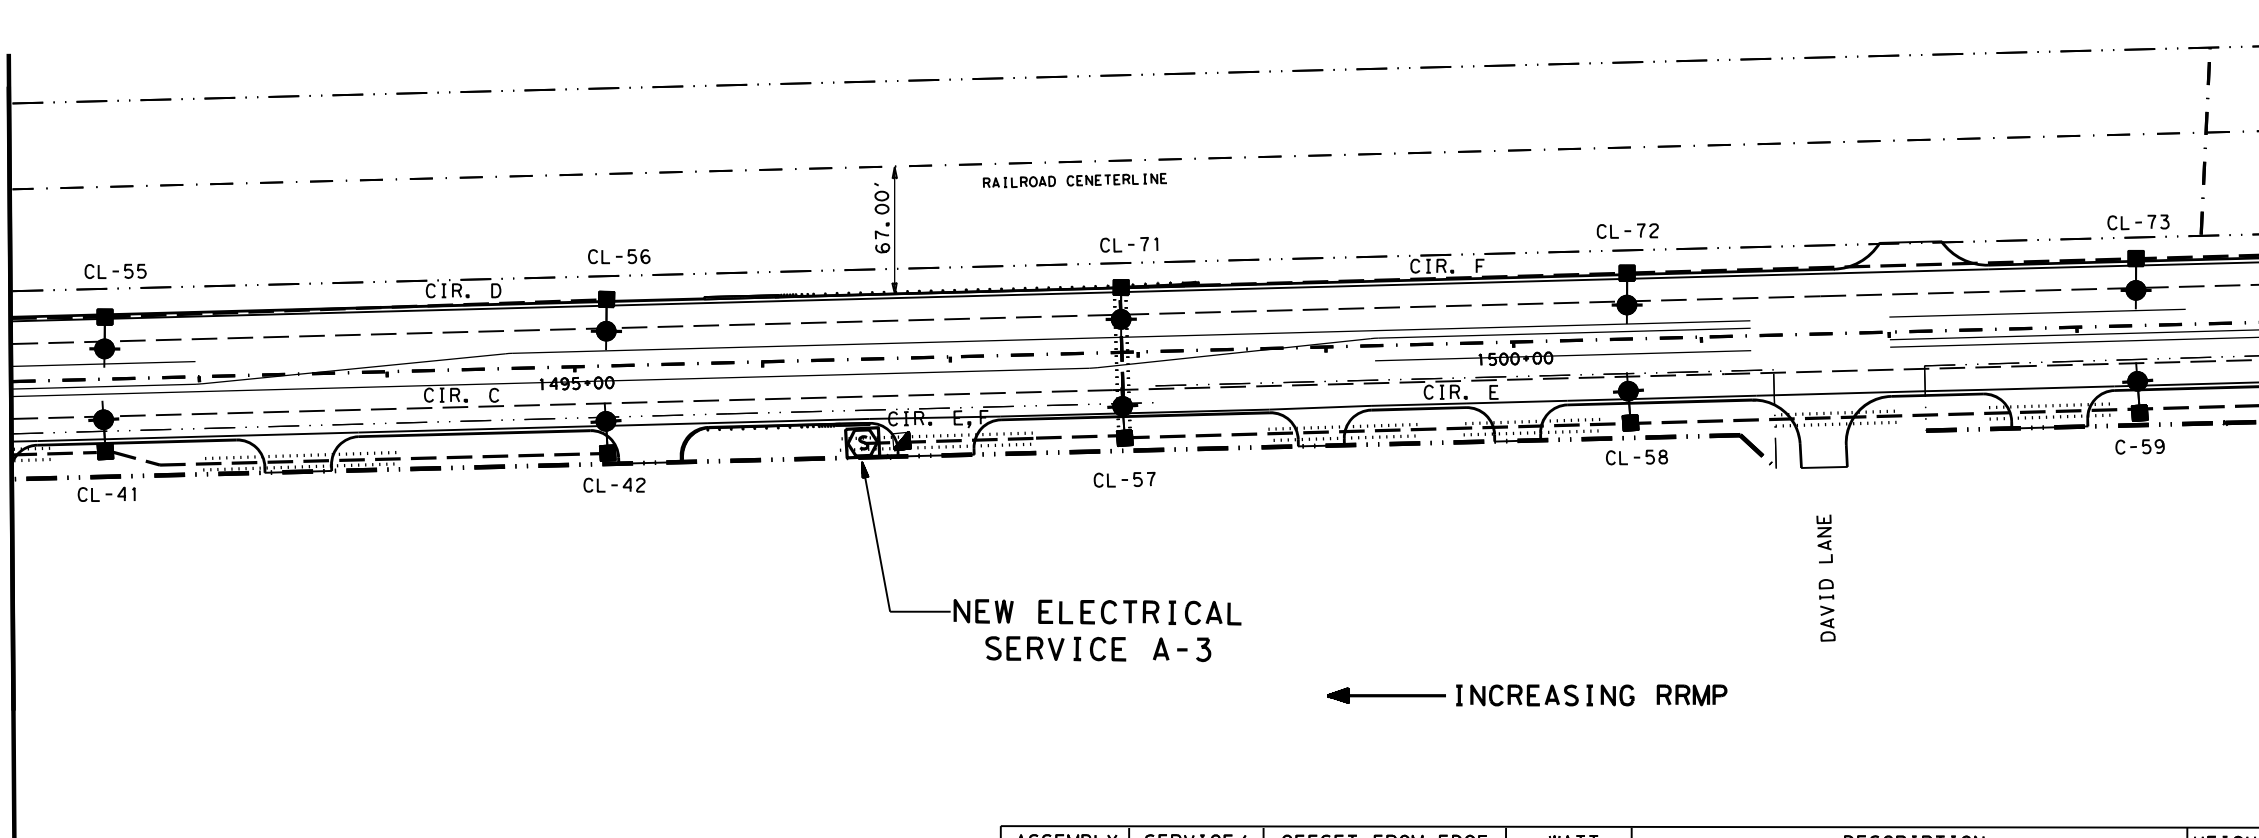 67.00'
RAILROAD CENETERLINE
CL-55
CL-56
CL-71
CL-72
CL-73
CIR. D
CIR. F
1495+00
1500+00
CIR. C
CIR. E
CIR. E,F
S
CL-41
CL-42
CL-57
CL-58
C-59
DAVID LANE
NEW ELECTRICAL
SERVICE A-3
INCREASING RRMP